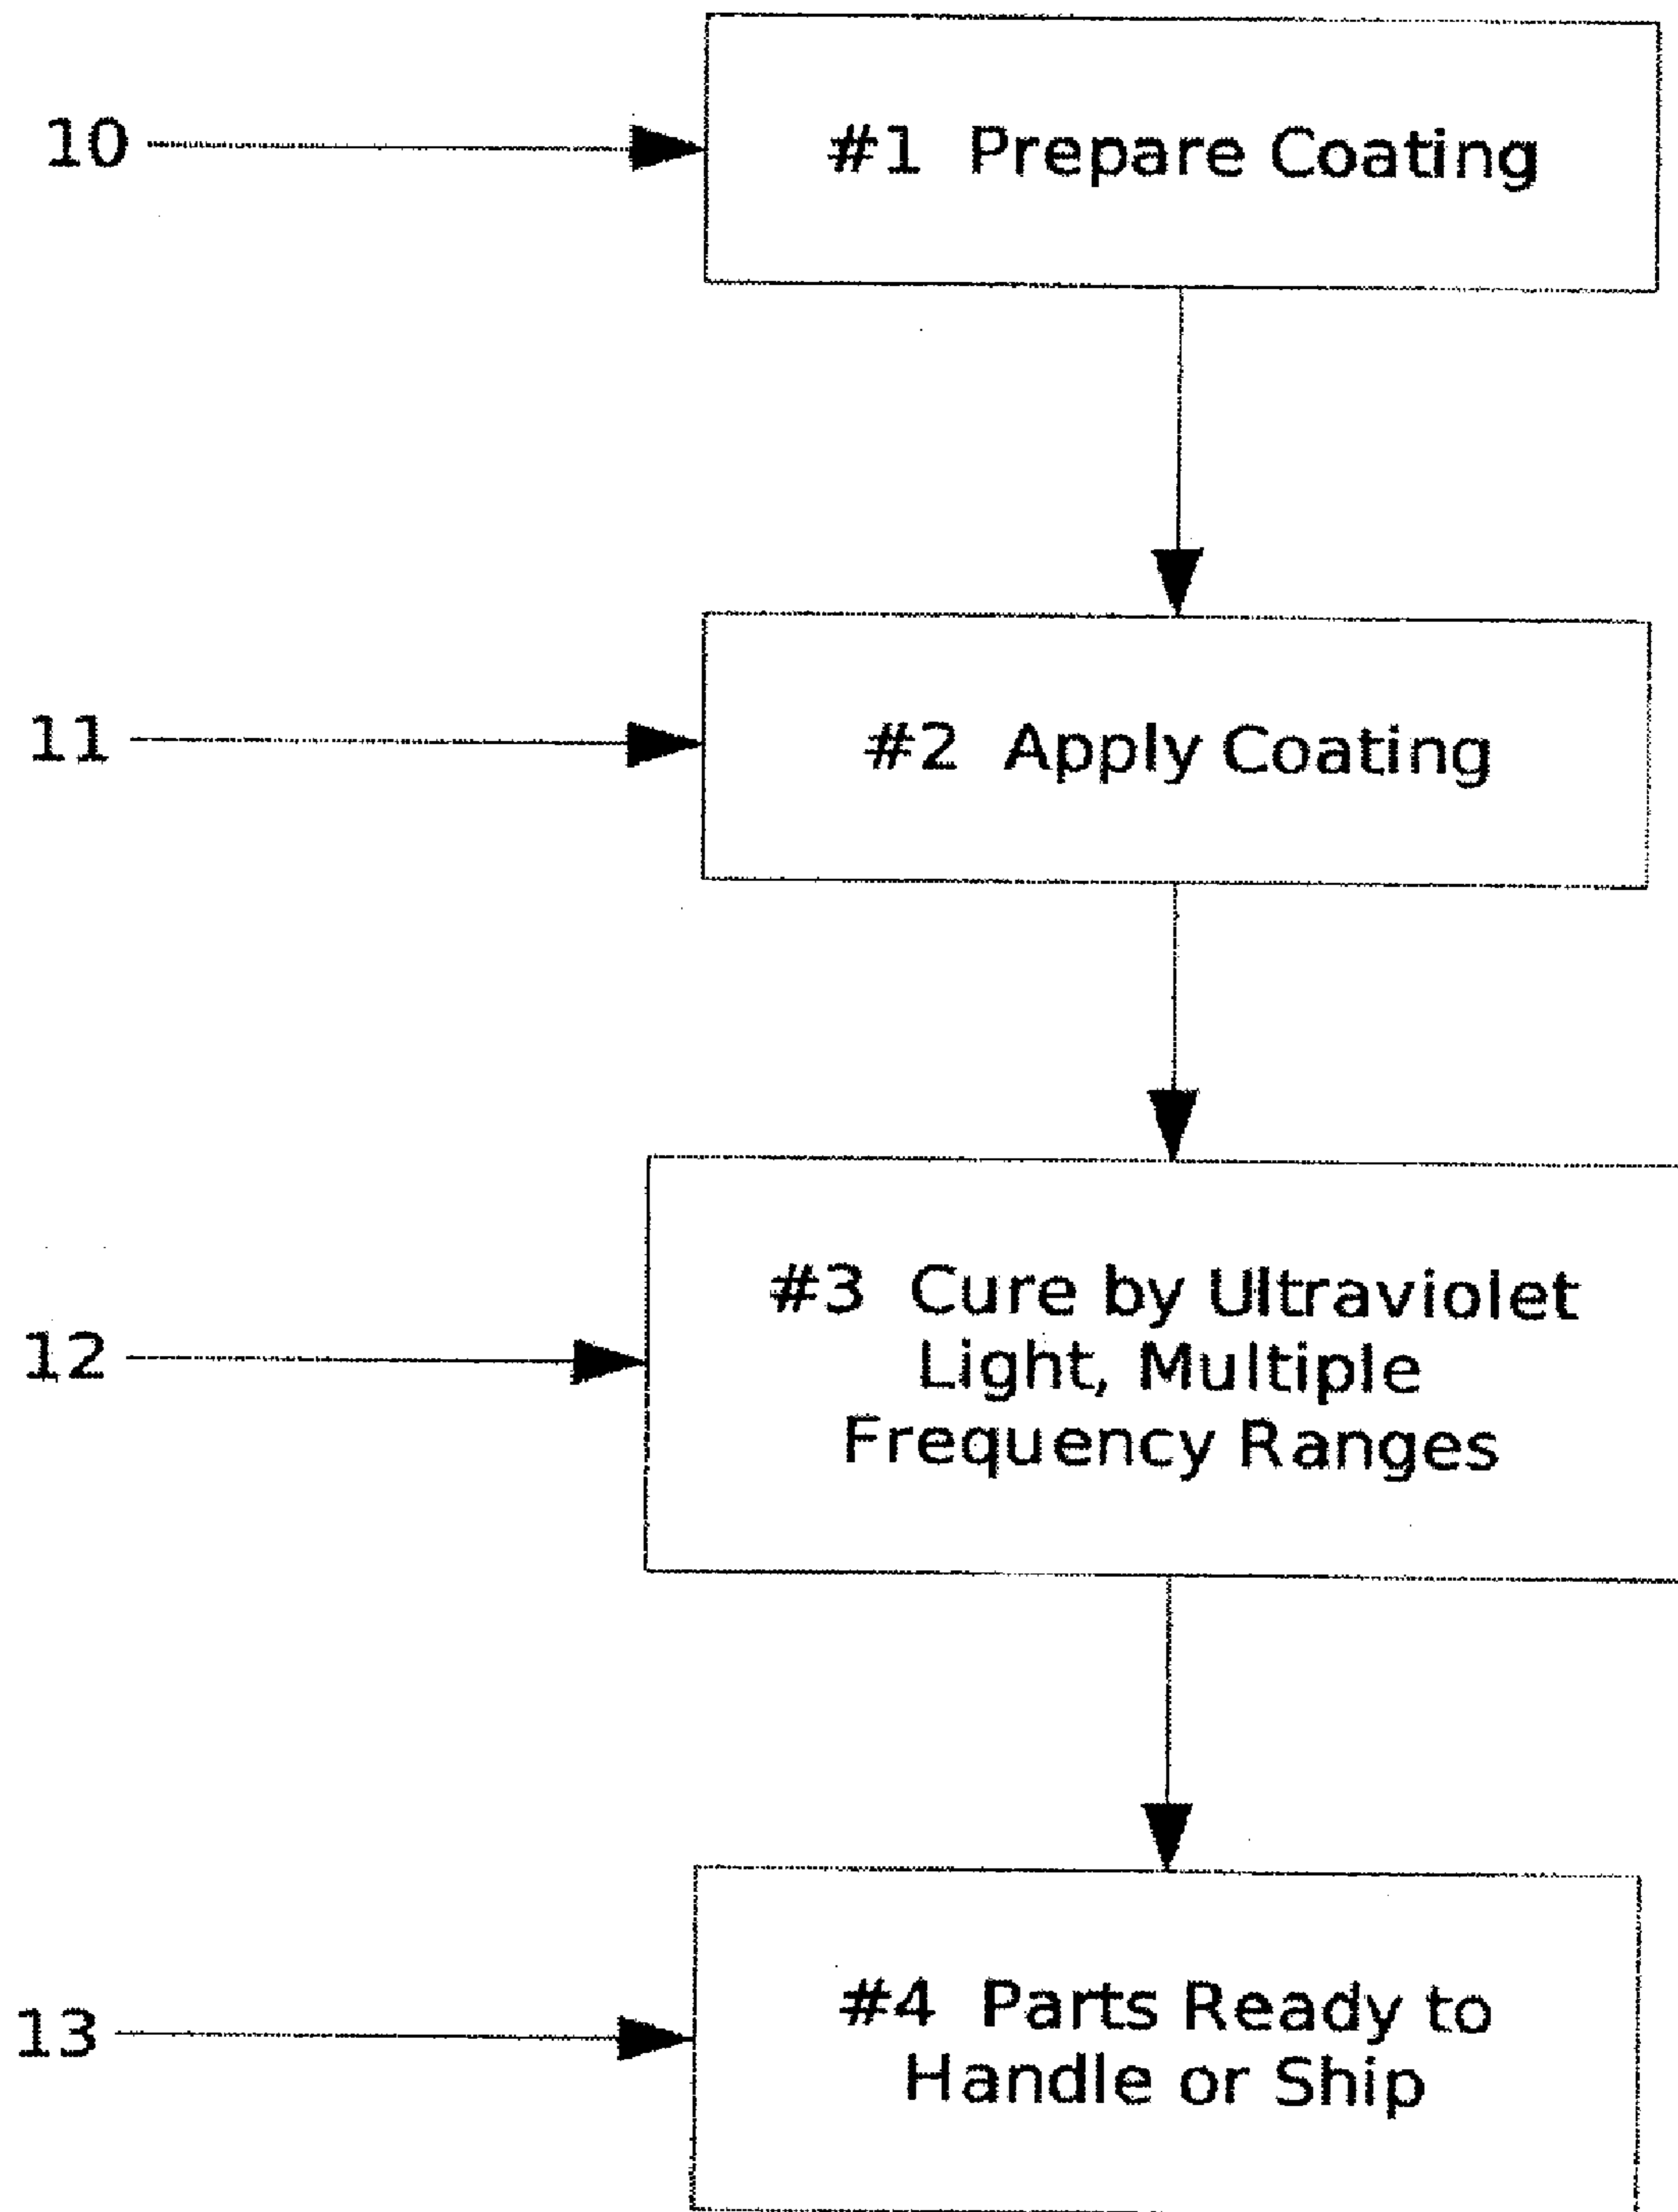 10
#1 Prepare Coating
11
#2 Apply Coating
12
#3 Cure by Ultraviolet
Light, Multiple
Frequency Ranges
13
#4 Parts Ready to
Handle or Ship